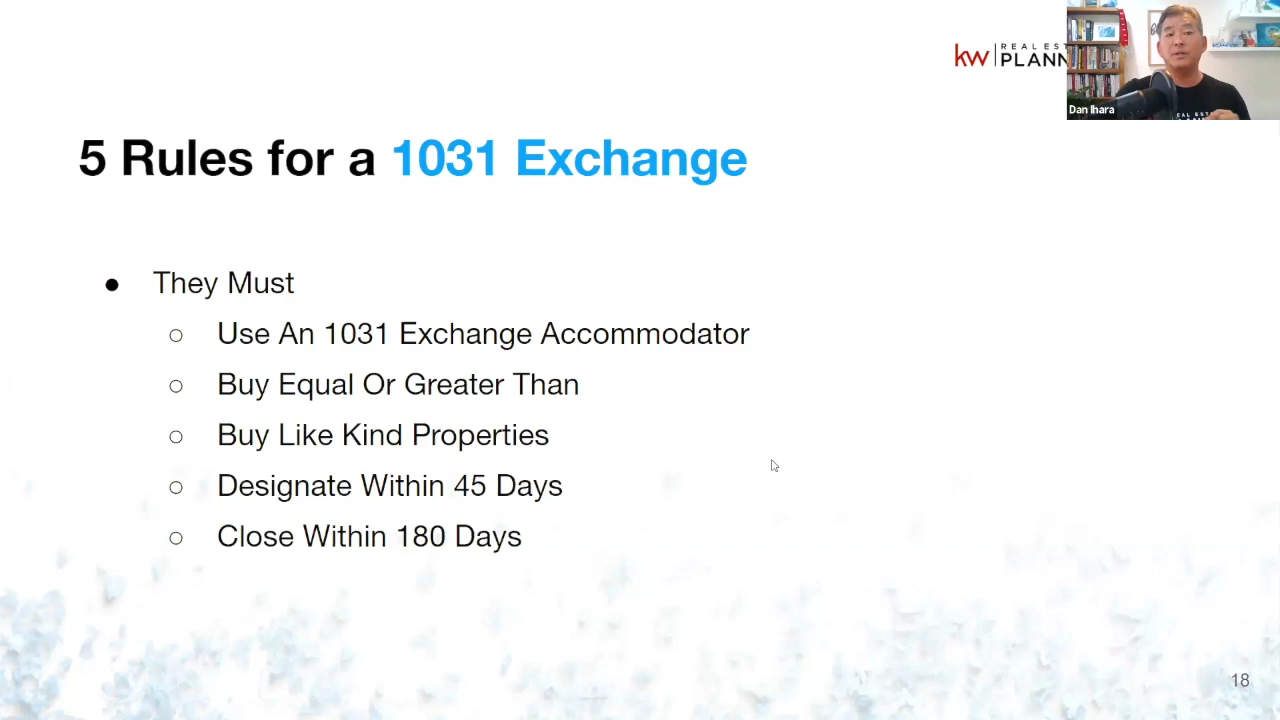 kw REAL EST
PLANN
Dan Ihara
5 Rules for a 1031 Exchange
● They Must
○ Use An 1031 Exchange Accommodator
○ Buy Equal Or Greater Than
○ Buy Like Kind Properties
○ Designate Within 45 Days
○ Close Within 180 Days
18